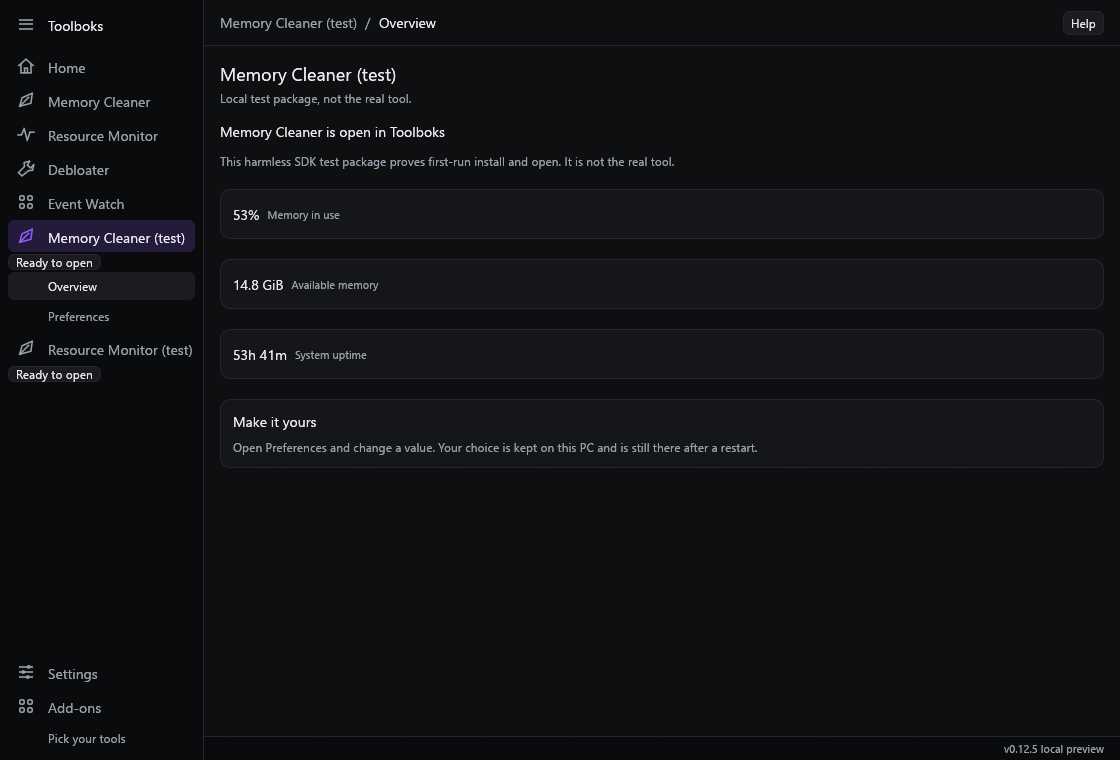 Toolboks
Home
Memory Cleaner
Resource Monitor
Debloater
Event Watch
Memory Cleaner (test)
Ready to open
Overview
Preferences
Resource Monitor (test)
Ready to open
Settings
Add-ons
Pick your tools
Memory Cleaner (test) / Overview
Help
Memory Cleaner (test)
Local test package, not the real tool.
Memory Cleaner is open in Toolboks
This harmless SDK test package proves first-run install and open. It is not the real tool.
53% Memory in use
14.8 GiB Available memory
53h 41m System uptime
Make it yours
Open Preferences and change a value. Your choice is kept on this PC and is still there after a restart.
v0.12.5 local preview